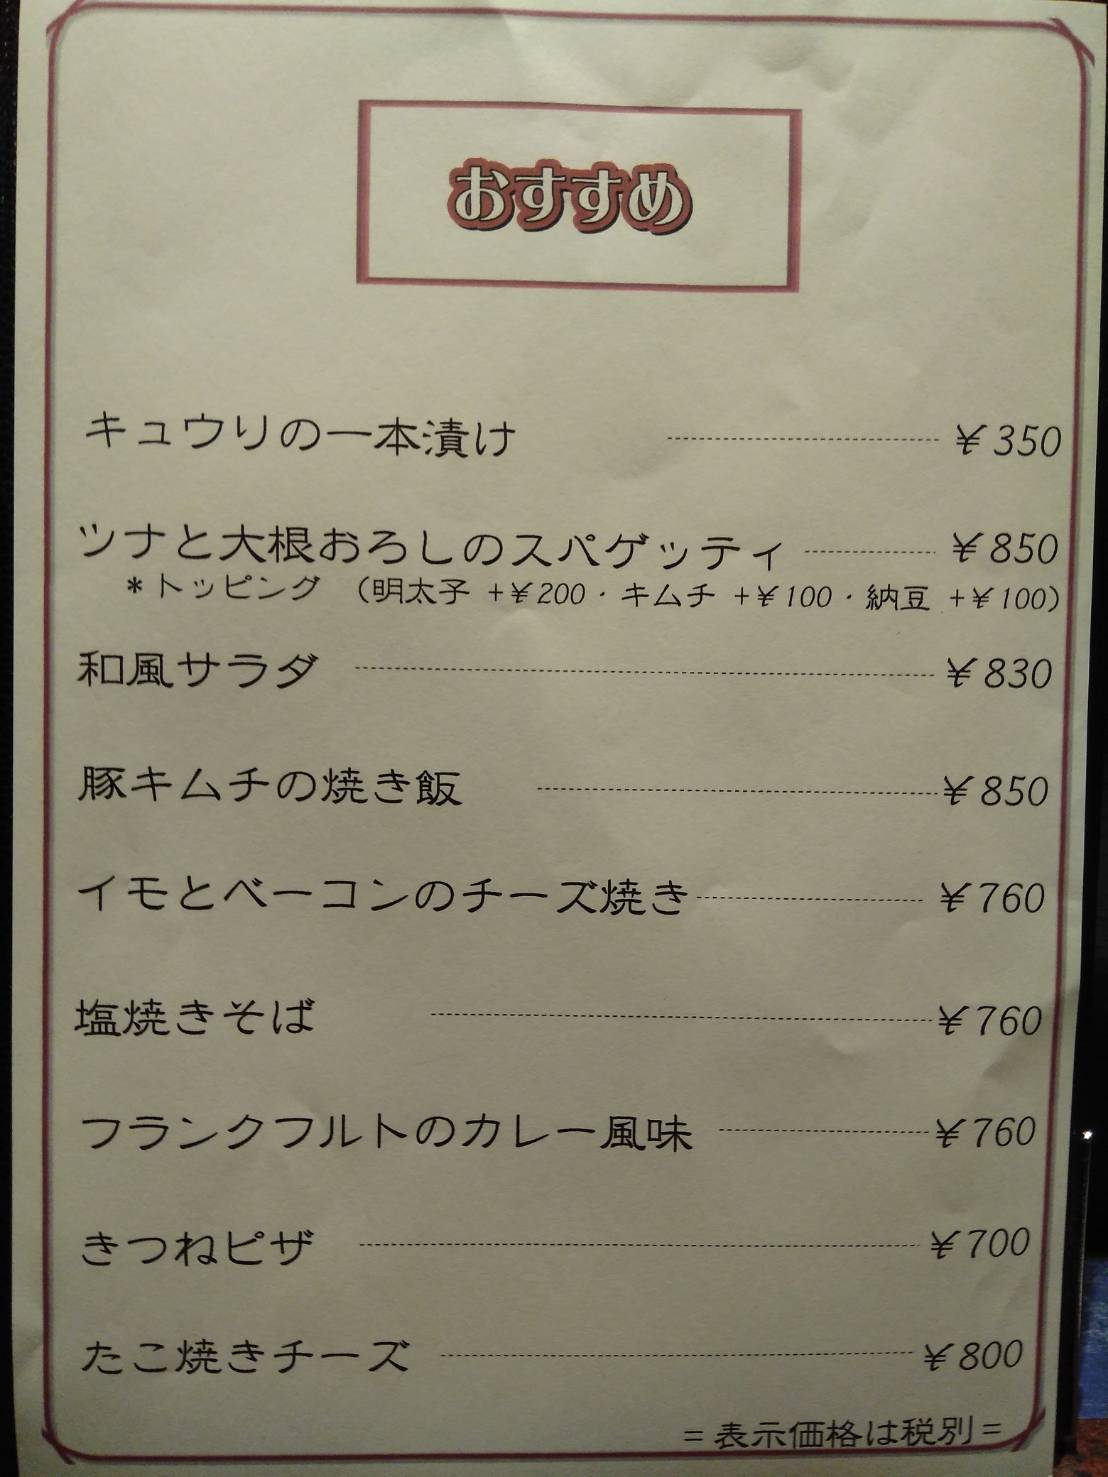 おすすめ
キュウリの一本漬け ¥350
ツナと大根おろしのスパゲッティ ¥850
*トッピング （明太子 +¥200・キムチ +¥100・納豆 +¥100）
和風サラダ ¥830
豚キムチの焼き飯 ¥850
イモとベーコンのチーズ焼き ¥760
塩焼きそば ¥760
フランクフルトのカレー風味 ¥760
きつねピザ ¥700
たこ焼きチーズ ¥800
=表示価格は税別=